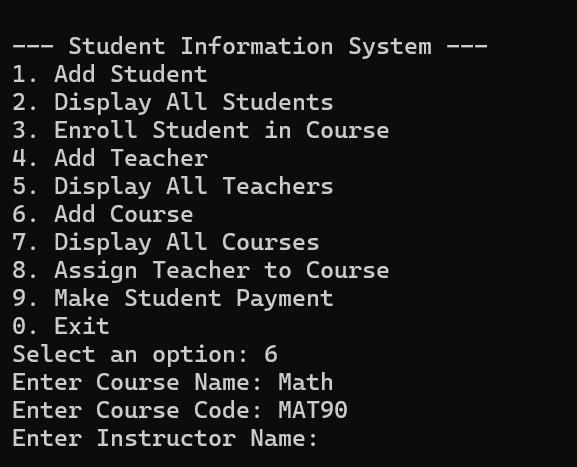 --- Student Information System ---
1. Add Student
2. Display All Students
3. Enroll Student in Course
4. Add Teacher
5. Display All Teachers
6. Add Course
7. Display All Courses
8. Assign Teacher to Course
9. Make Student Payment
0. Exit
Select an option: 6
Enter Course Name: Math
Enter Course Code: MAT90
Enter Instructor Name: